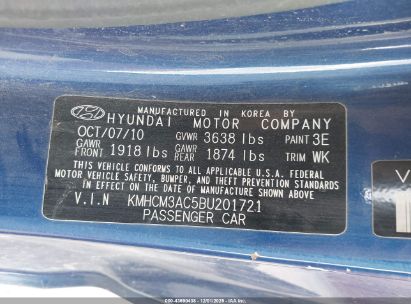 MANUFACTURED IN KOREA BY
HYUNDAI MOTOR COMPANY
OCT/07/10 GVWR 3638 lbs PAINT 3E
GAWR FRONT 1918 lbs GAWR REAR 1874 lbs TRIM WK
THIS VEHICLE CONFORMS TO ALL U.S.A. FEDERAL
MOTOR VEHICLE SAFETY, BUMPER, AND THEFT
PREVENTION STANDARDS IN EFFECT ON THE DATE OF
MANUFACTURE SHOWN ABOVE.
V.I.N KMHCM3AC5BU201721
PASSENGER CAR
V